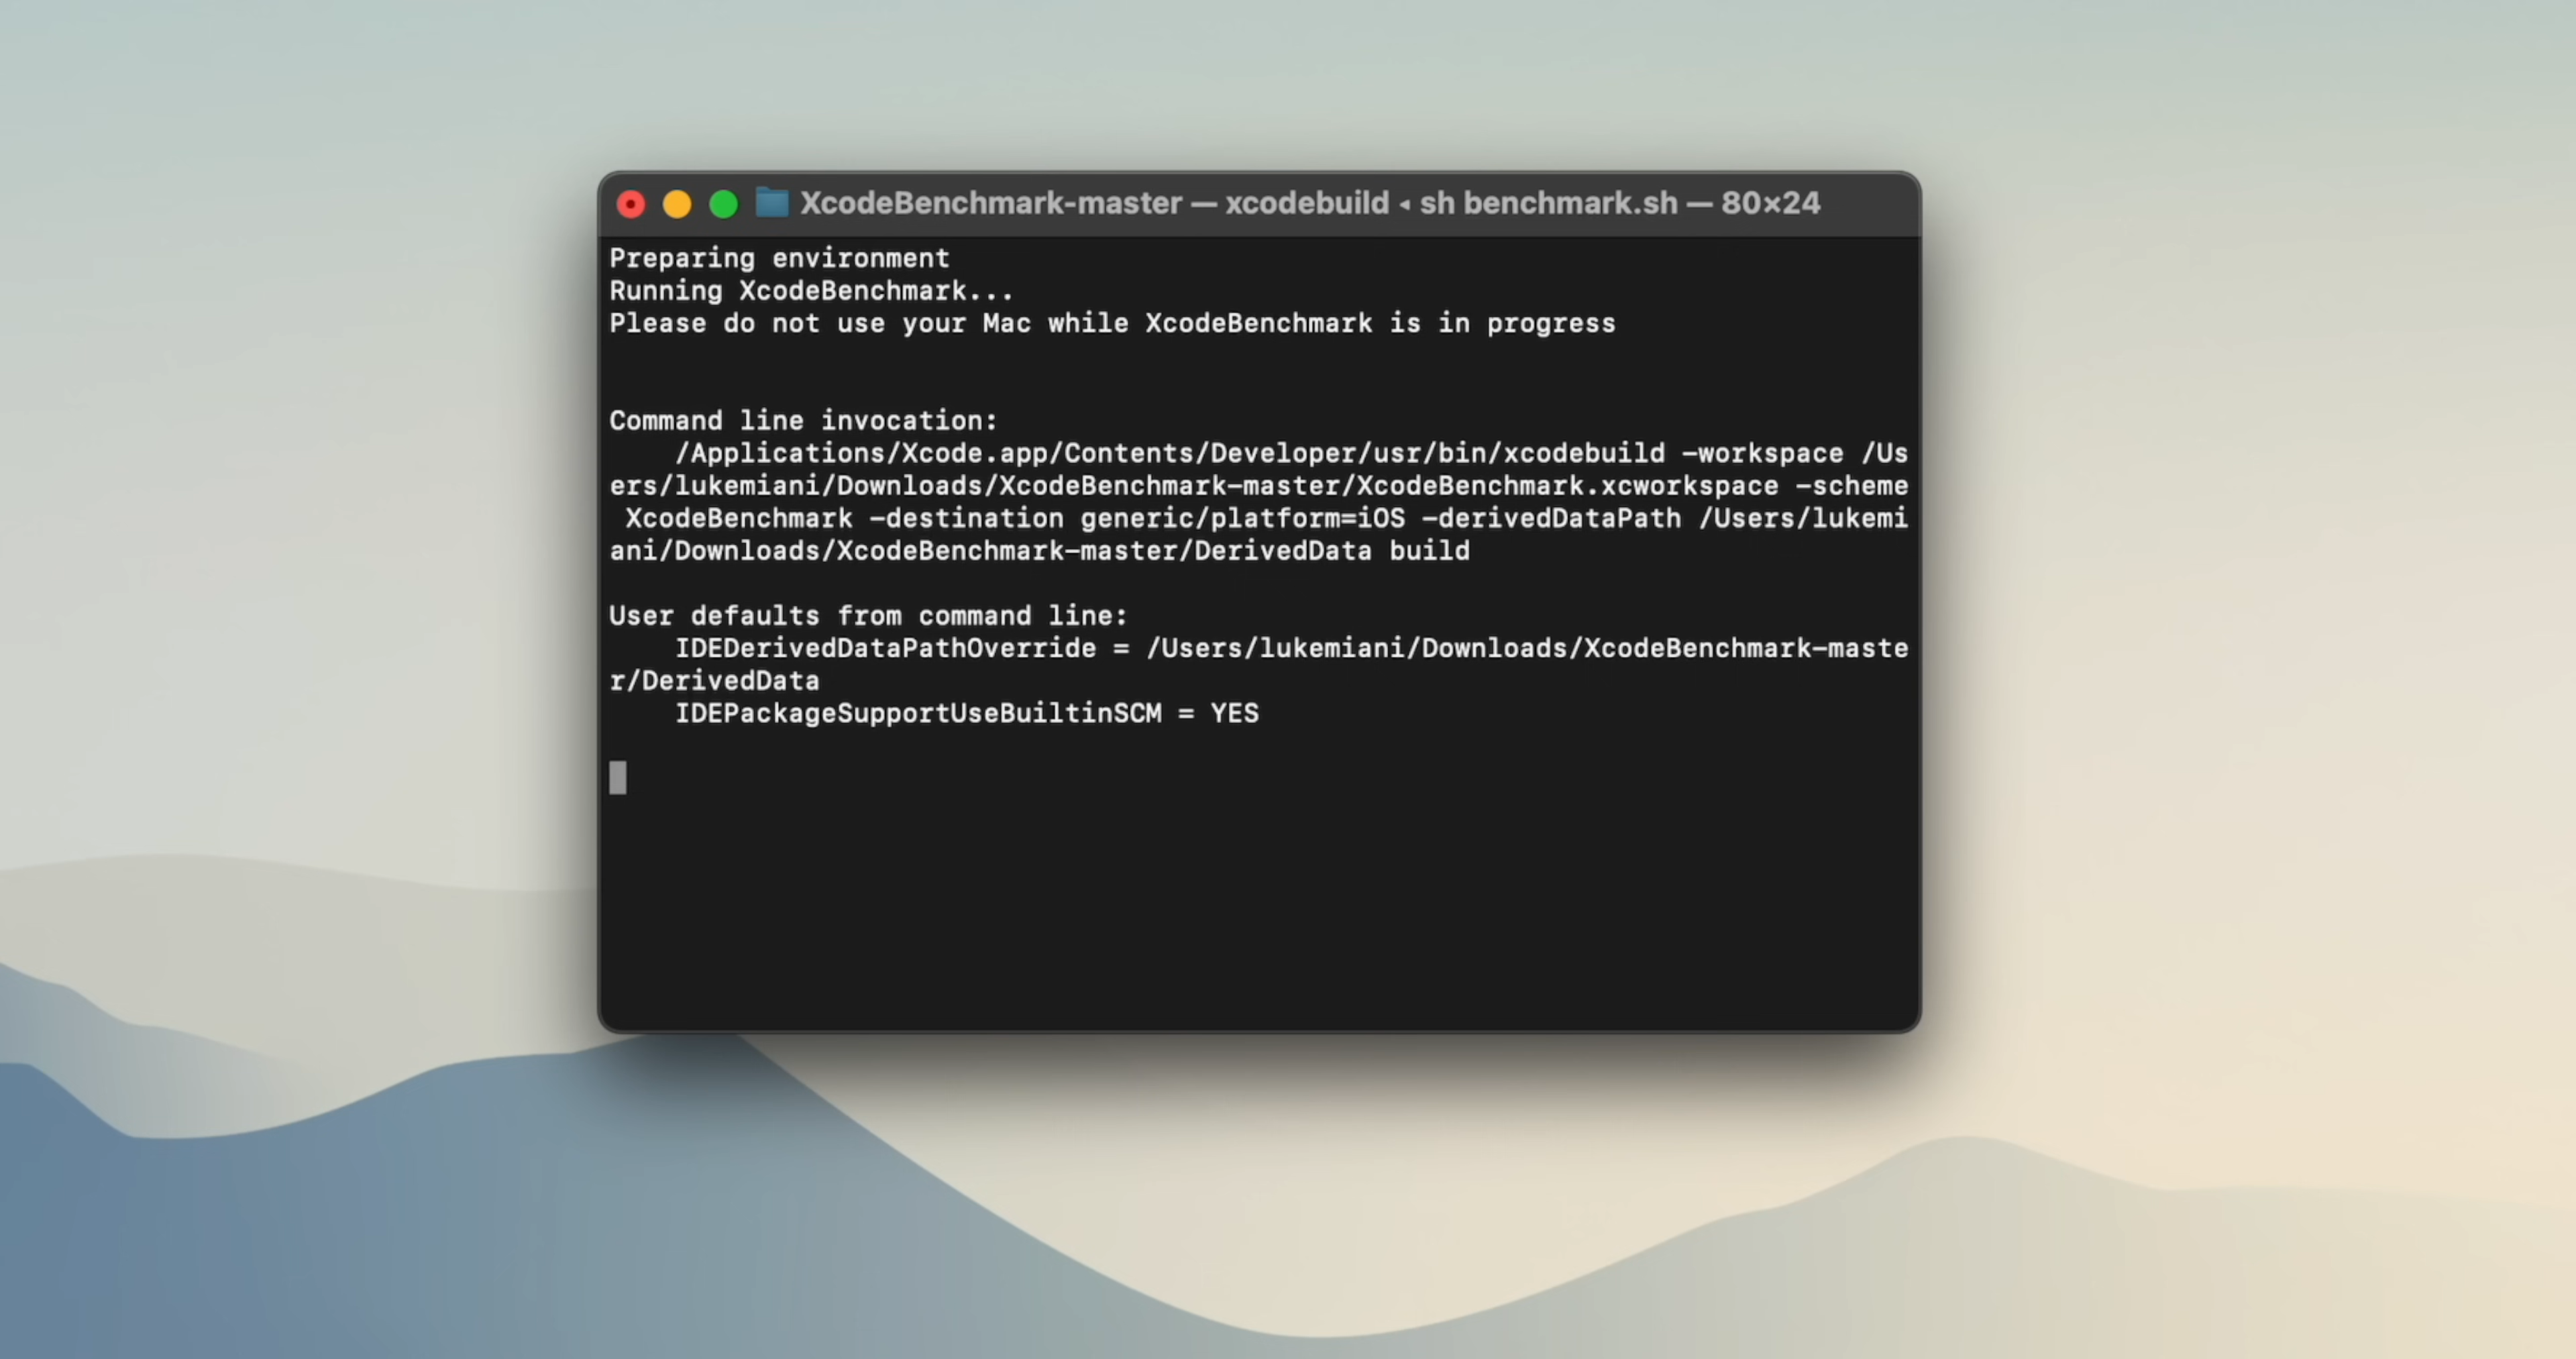 XcodeBenchmark-master — xcodebuild ◂ sh benchmark.sh — 80×24
Preparing environment
Running XcodeBenchmark...
Please do not use your Mac while XcodeBenchmark is in progress
Command line invocation:
    /Applications/Xcode.app/Contents/Developer/usr/bin/xcodebuild -workspace /Us
ers/lukemiani/Downloads/XcodeBenchmark-master/XcodeBenchmark.xcworkspace -scheme
 XcodeBenchmark -destination generic/platform=iOS -derivedDataPath /Users/lukemi
ani/Downloads/XcodeBenchmark-master/DerivedData build
User defaults from command line:
    IDEDerivedDataPathOverride = /Users/lukemiani/Downloads/XcodeBenchmark-maste
r/DerivedData
    IDEPackageSupportUseBuiltinSCM = YES